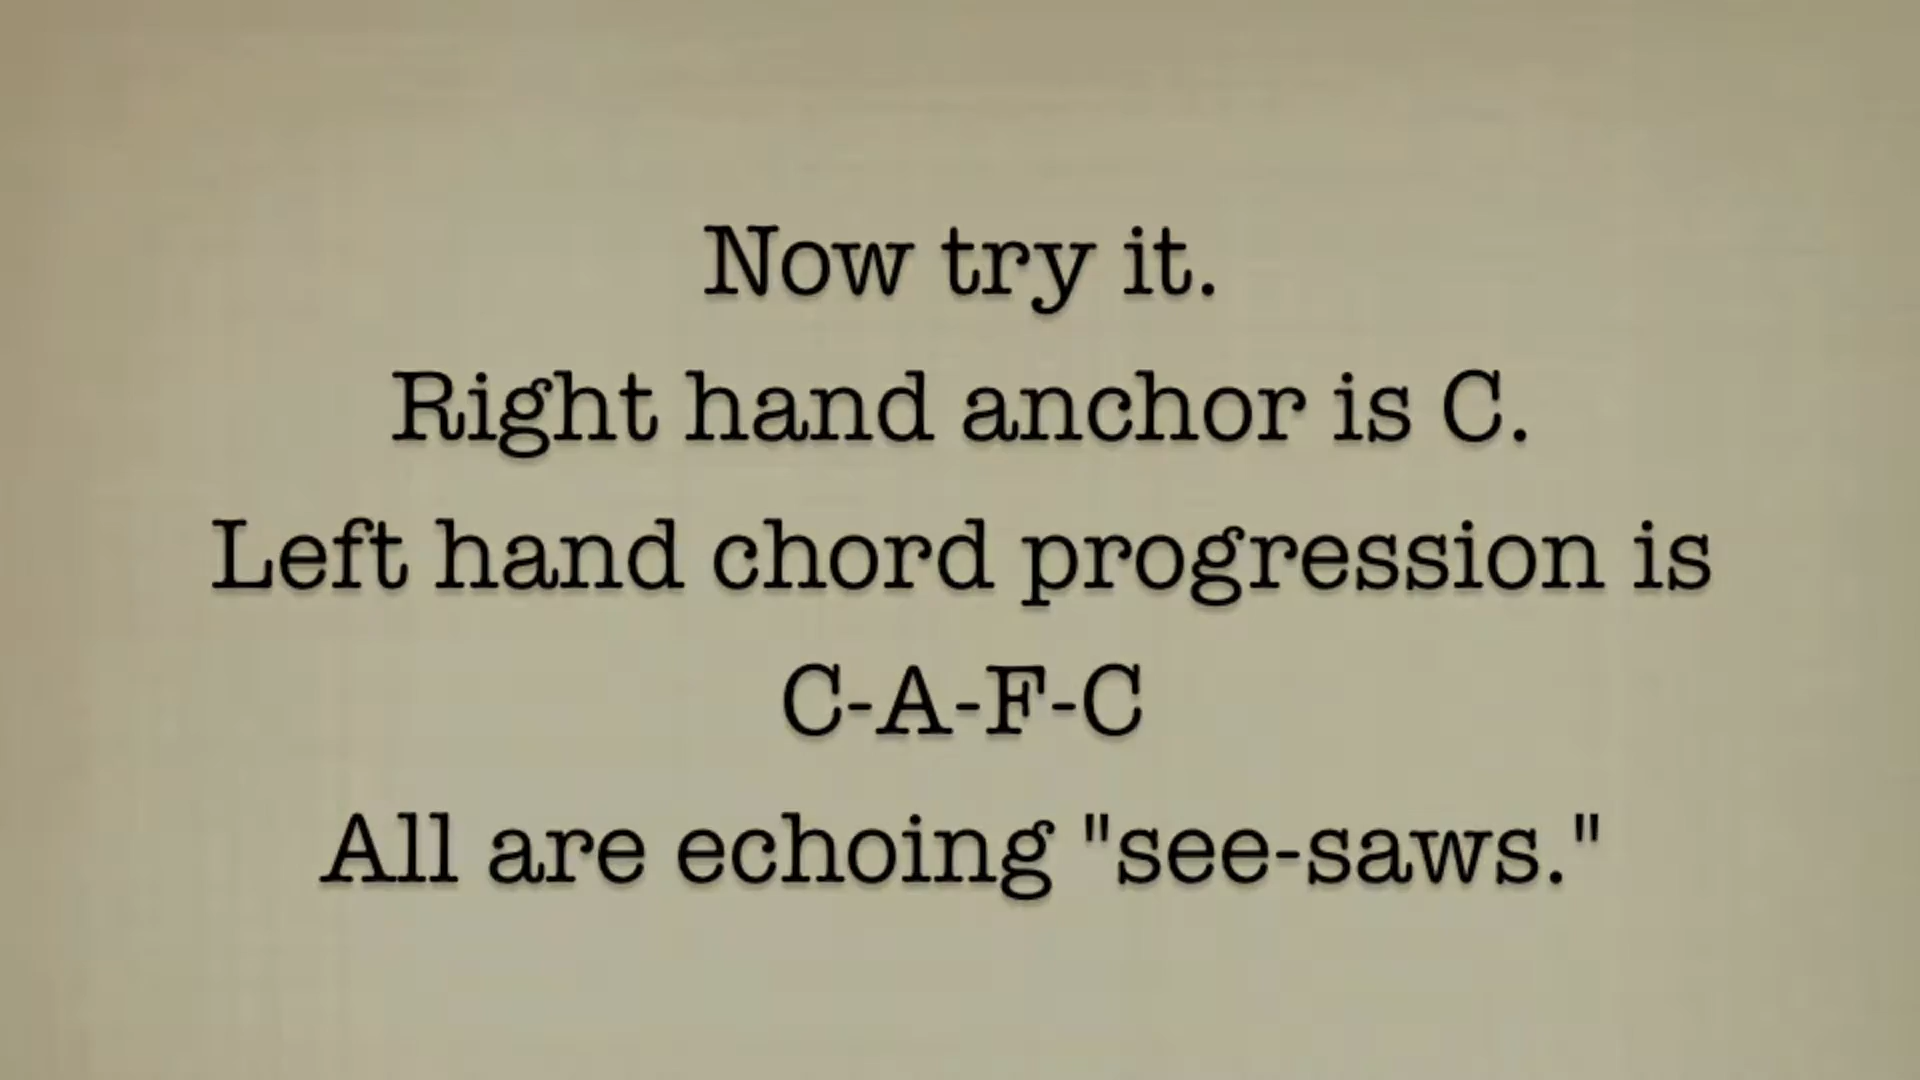 Now try it.
Right hand anchor is C.
Left hand chord progression is
C-A-F-C
All are echoing "see-saws."